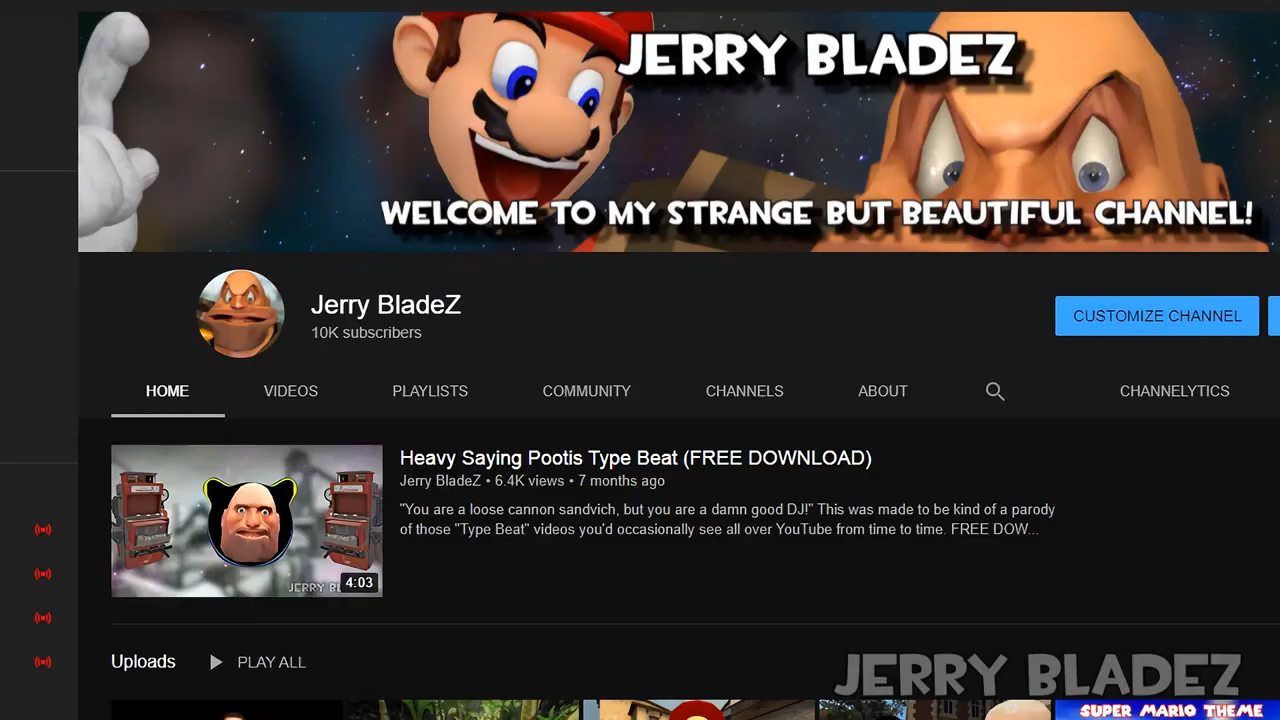 JERRY BLADEZ
WELCOME TO MY STRANGE BUT BEAUTIFUL CHANNEL!
Jerry BladeZ
10K subscribers
CUSTOMIZE CHANNEL
HOME VIDEOS PLAYLISTS COMMUNITY CHANNELS ABOUT CHANNELYTICS
Heavy Saying Pootis Type Beat (FREE DOWNLOAD)
Jerry BladeZ • 6.4K views • 7 months ago
"You are a loose cannon sandvich, but you are a damn good DJ!" This was made to be kind of a parody
of those "Type Beat" videos you'd occasionally see all over YouTube from time to time. FREE DOW...
JERRY
4:03
Uploads PLAY ALL
JERRY BLADEZ
SUPER MARIO THEME